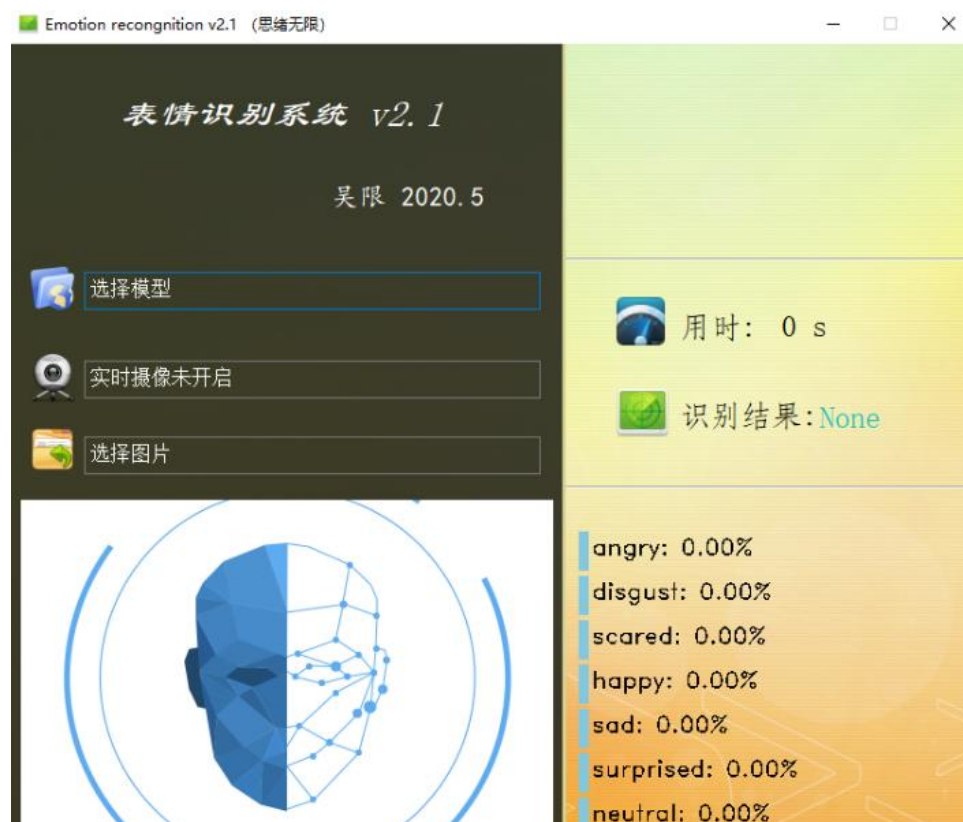 Emotion recongnition v2.1 (思绪无限)
表情识别系统 v2.1
吴限 2020.5
选择模型
实时摄像未开启
选择图片
用时: 0 s
识别结果:None
angry: 0.00%
disgust: 0.00%
scared: 0.00%
happy: 0.00%
sad: 0.00%
surprised: 0.00%
neutral: 0.00%